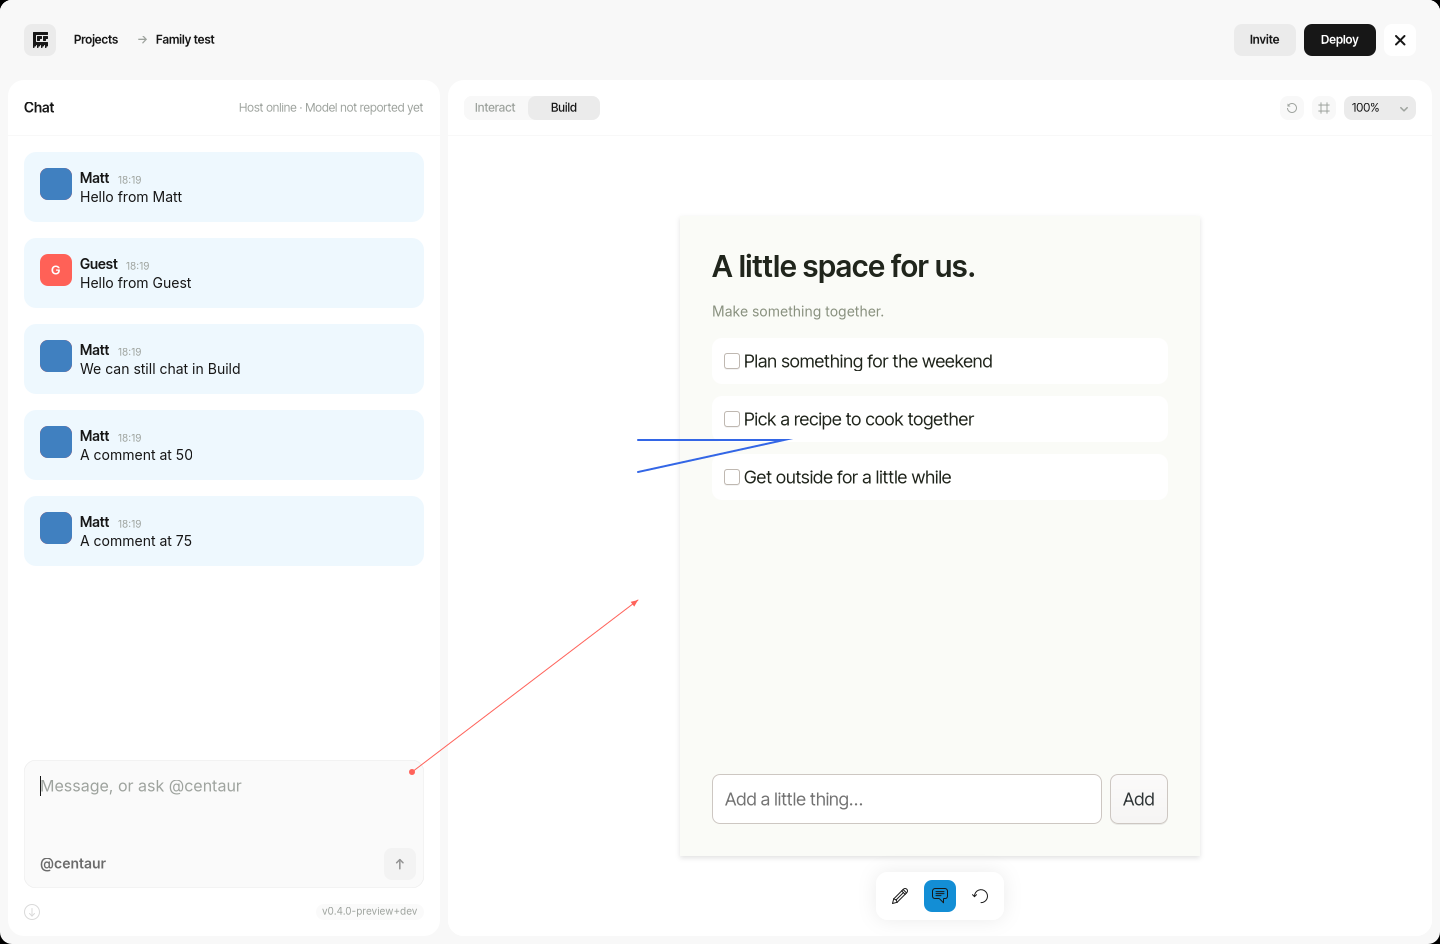 Projects → Family test
Invite
Deploy
Chat
Host online · Model not reported yet
Matt 18:19
Hello from Matt
G
Guest 18:19
Hello from Guest
Matt 18:19
We can still chat in Build
Matt 18:19
A comment at 50
Matt 18:19
A comment at 75
Message, or ask @centaur
@centaur
v0.4.0-preview+dev
Interact
Build
100%
A little space for us.
Make something together.
Plan something for the weekend
Pick a recipe to cook together
Get outside for a little while
Add a little thing...
Add